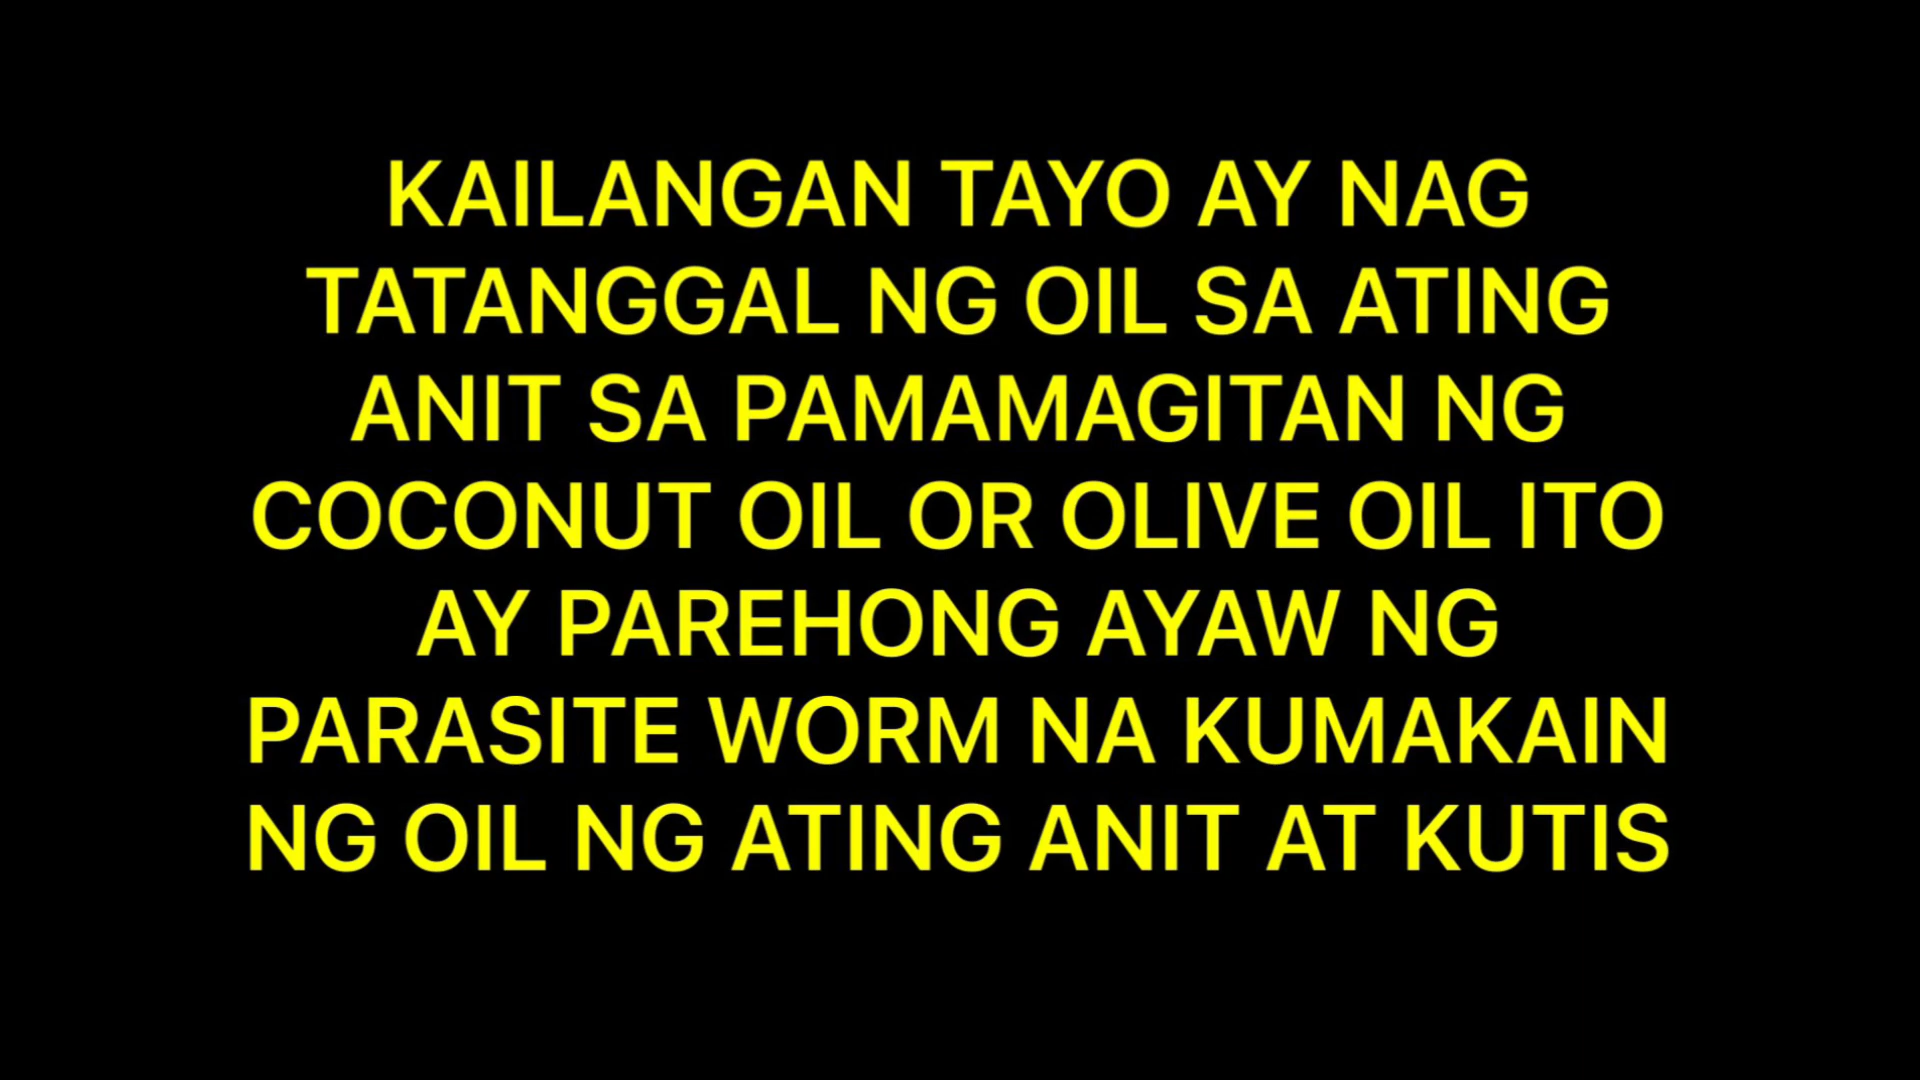 KAILANGAN TAYO AY NAG
TATANGGAL NG OIL SA ATING
ANIT SA PAMAMAGITAN NG
COCONUT OIL OR OLIVE OIL ITO
AY PAREHONG AYAW NG
PARASITE WORM NA KUMAKAIN
NG OIL NG ATING ANIT AT KUTIS